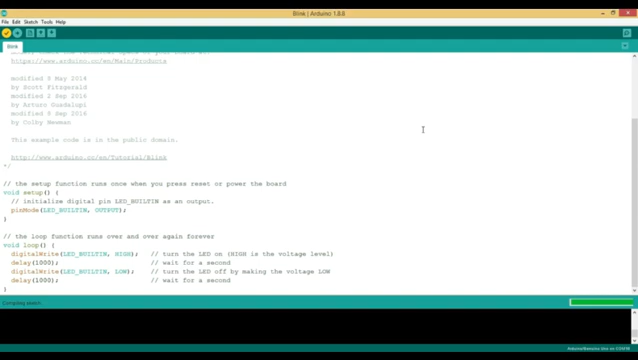 Blink | Arduino 1.8.8
File Edit Sketch Tools Help
Blink
https://www.arduino.cc/en/Main/Products
modified 8 May 2014
by Scott Fitzgerald
modified 2 Sep 2016
by Arturo Guadalupi
modified 8 Sep 2016
by Colby Newman
This example code is in the public domain.
http://www.arduino.cc/en/Tutorial/Blink
*/
// the setup function runs once when you press reset or power the board
void setup() {
// initialize digital pin LED_BUILTIN as an output.
pinMode(LED_BUILTIN, OUTPUT);
}
// the loop function runs over and over again forever
void loop() {
digitalWrite(LED_BUILTIN, HIGH); // turn the LED on (HIGH is the voltage level)
delay(1000); // wait for a second
digitalWrite(LED_BUILTIN, LOW); // turn the LED off by making the voltage LOW
delay(1000); // wait for a second
}
Compiling sketch...